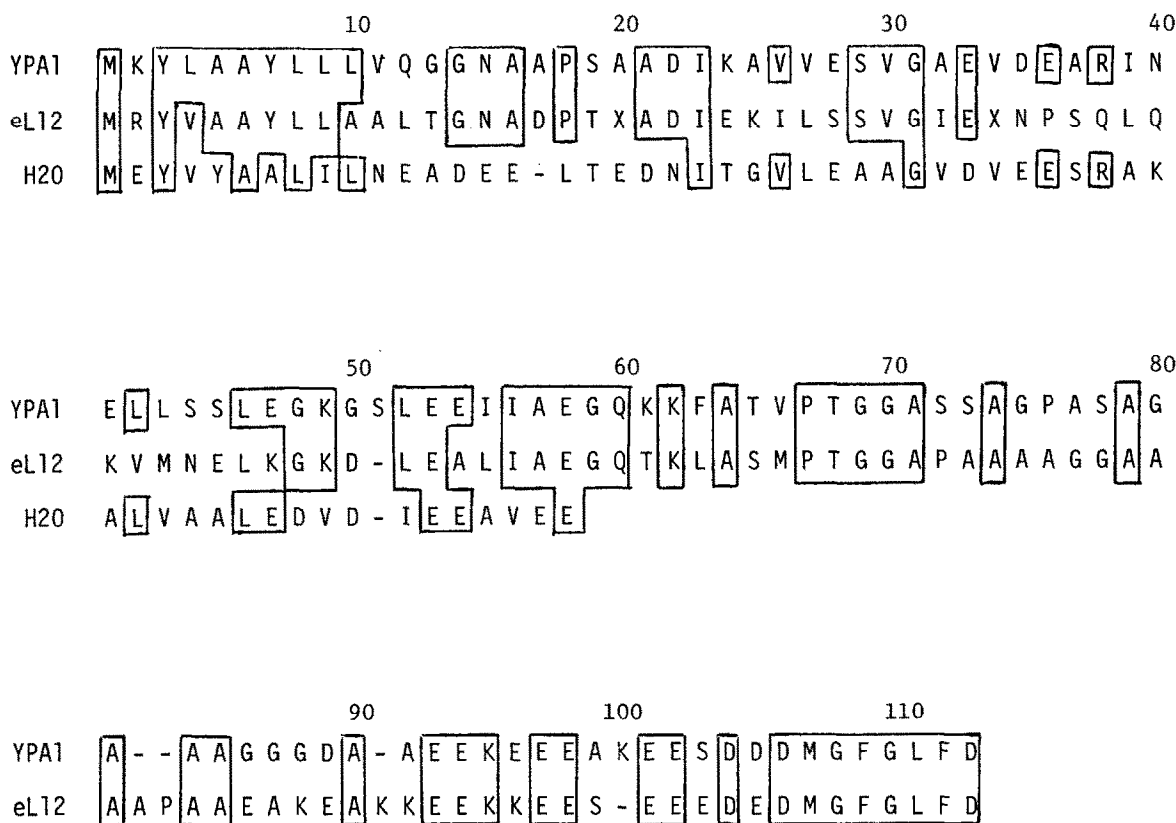 10 20 30 40
YPA1 M K Y L A A Y L L L V Q G G N A A P S A A D I K A V V E S V G A E V D E A R I N
eL12 M R Y V A A Y L L A A L T G N A D P T X A D I E K I L S S V G I E X N P S Q L Q
H20 M E Y V Y A A L I L N E A D E E - L T E D N I T G V L E A A G V D V E E S R A K
50 60 70 80
YPA1 E L L S S L E G K G S L E E I I A E G Q K K F A T V P T G G A S S A G P A S A G
eL12 K V M N E L K G K D - L E A L I A E G Q T K L A S M P T G G A P A A A A G G A A
H20 A L V A A L E D V D - I E E A V E E
90 100 110
YPA1 A - - A A G G G D A - A E E K E E E A K E E S D D D M G F G L F D
eL12 A A P A A E A K E A K K E E K K E E S - E E E D E D M G F G L F D